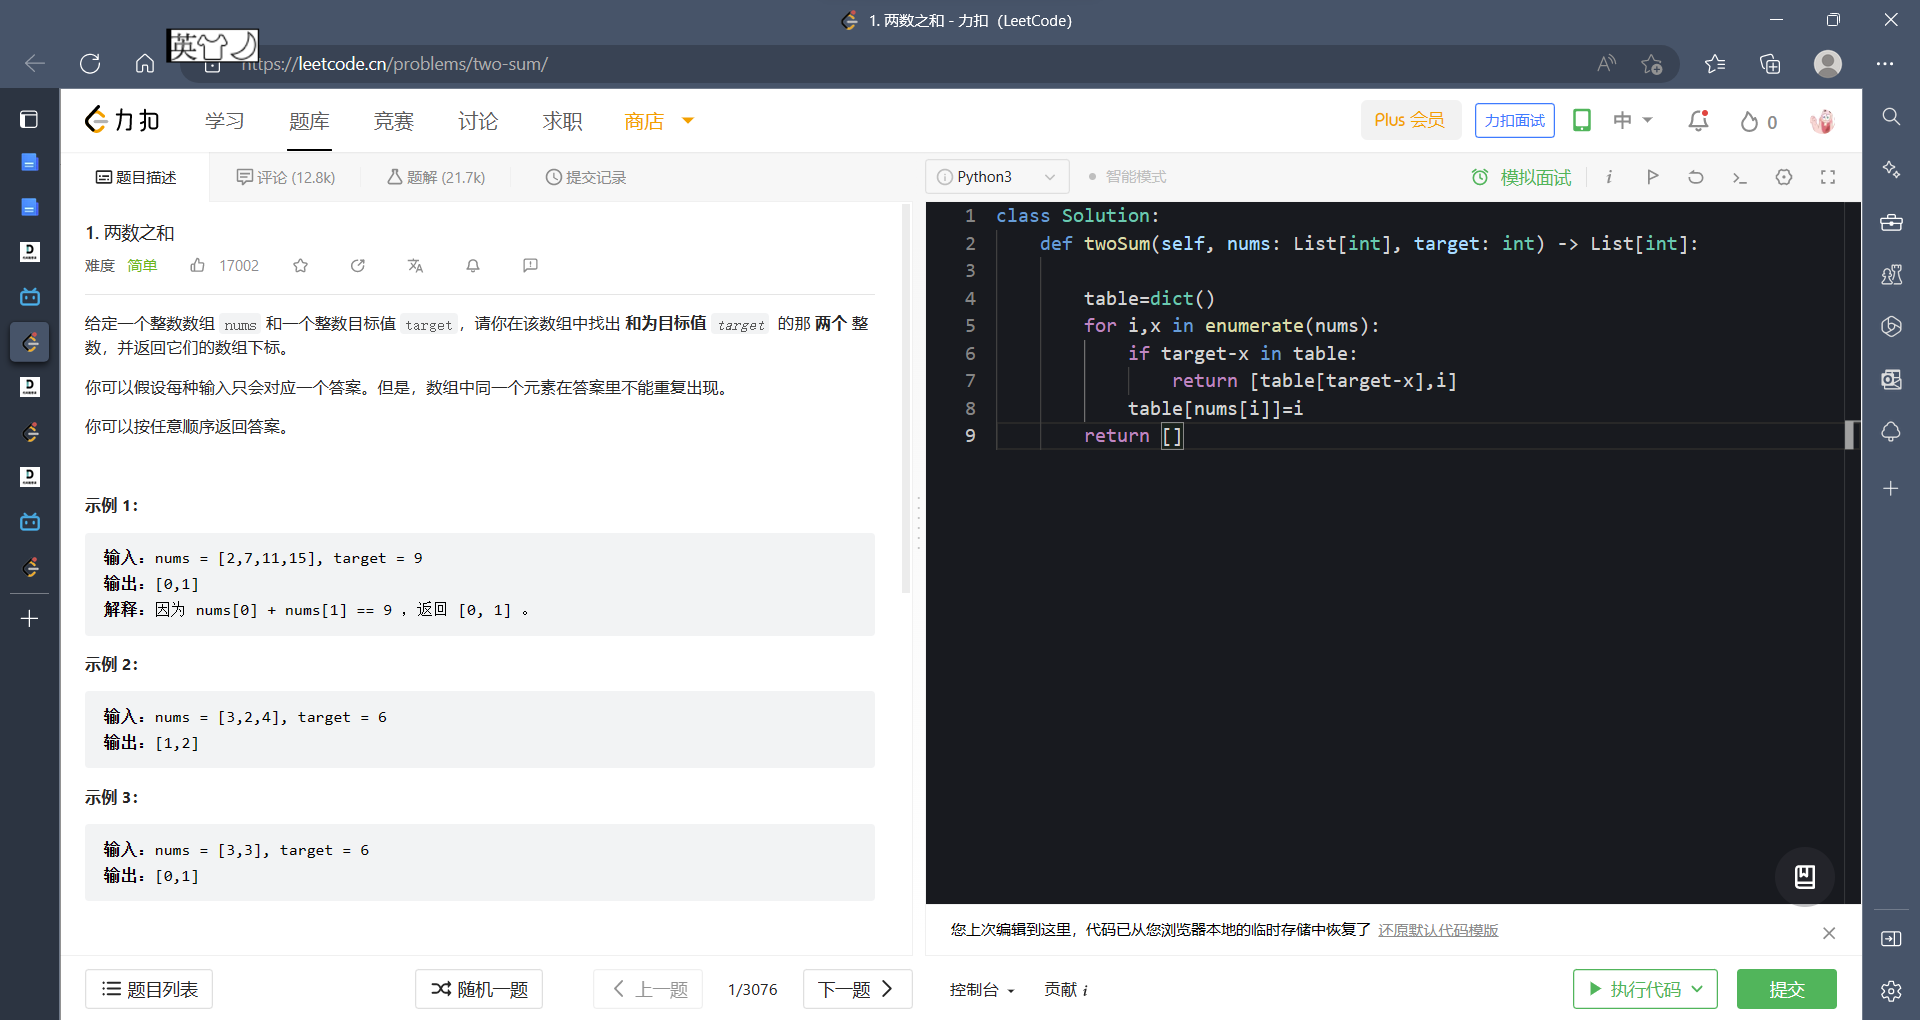 1. 两数之和 - 力扣（LeetCode）
英
https://leetcode.cn/problems/two-sum/
力扣 学习 题库 竞赛 讨论 求职 商店 Plus 会员 力扣面试 中 0
题目描述 评论 (12.8k) 题解 (21.7k) 提交记录
Python3 智能模式 模拟面试 i
1. 两数之和
难度 简单 17002
给定一个整数数组 nums 和一个整数目标值 target，请你在该数组中找出 和为目标值 target 的那 两个 整
数，并返回它们的数组下标。
你可以假设每种输入只会对应一个答案。但是，数组中同一个元素在答案里不能重复出现。
你可以按任意顺序返回答案。
示例 1：
输入：nums = [2,7,11,15], target = 9
输出：[0,1]
解释：因为 nums[0] + nums[1] == 9 ，返回 [0, 1] 。
示例 2：
输入：nums = [3,2,4], target = 6
输出：[1,2]
示例 3：
输入：nums = [3,3], target = 6
输出：[0,1]
1 class Solution:
2     def twoSum(self, nums: List[int], target: int) -> List[int]:
3
4         table=dict()
5         for i,x in enumerate(nums):
6             if target-x in table:
7                 return [table[target-x],i]
8             table[nums[i]]=i
9         return []
您上次编辑到这里，代码已从您浏览器本地的临时存储中恢复了 还原默认代码模版
题目列表 随机一题 上一题 1/3076 下一题 控制台 贡献 i 执行代码 提交